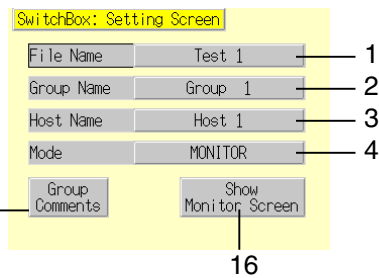 SwitchBox: Setting Screen
File Name Test 1 1
Group Name Group 1 2
Host Name Host 1 3
Mode MONITOR 4
Group Comments
Show Monitor Screen
16